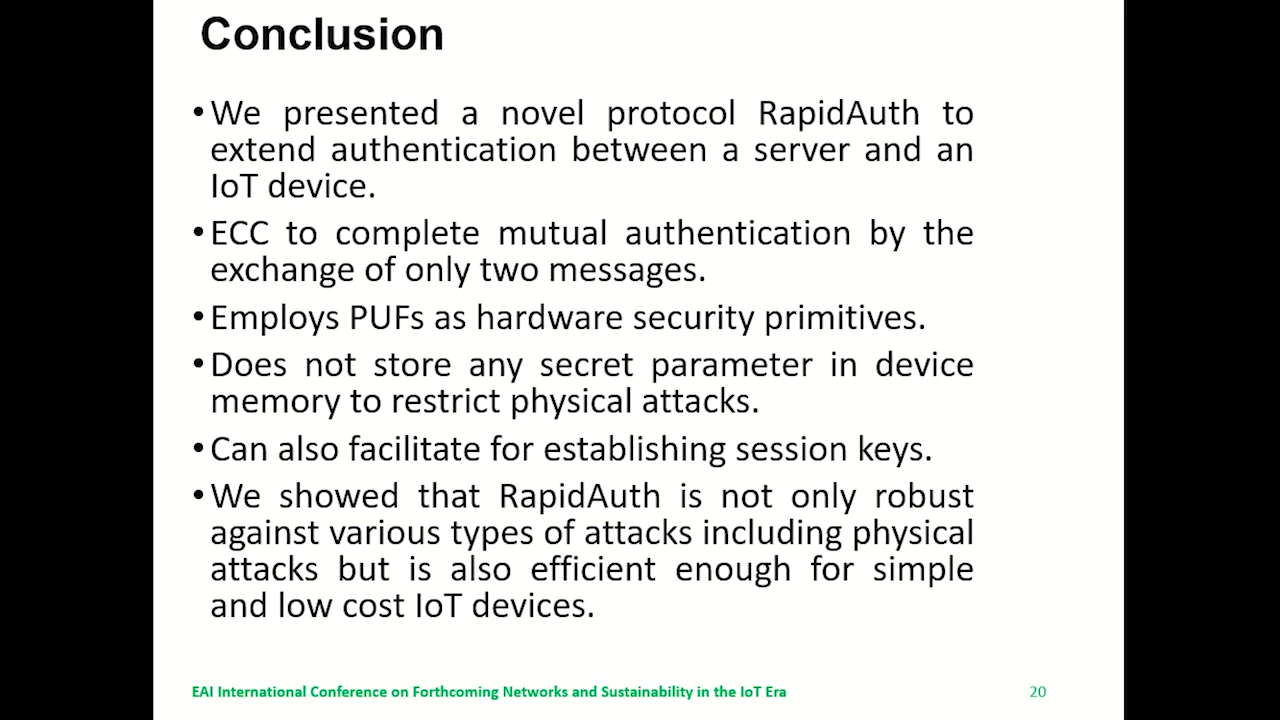 Conclusion
•We presented a novel protocol RapidAuth to
extend authentication between a server and an
IoT device.
•ECC to complete mutual authentication by the
exchange of only two messages.
•Employs PUFs as hardware security primitives.
•Does not store any secret parameter in device
memory to restrict physical attacks.
•Can also facilitate for establishing session keys.
•We showed that RapidAuth is not only robust
against various types of attacks including physical
attacks but is also efficient enough for simple
and low cost IoT devices.
EAI International Conference on Forthcoming Networks and Sustainability in the IoT Era
20